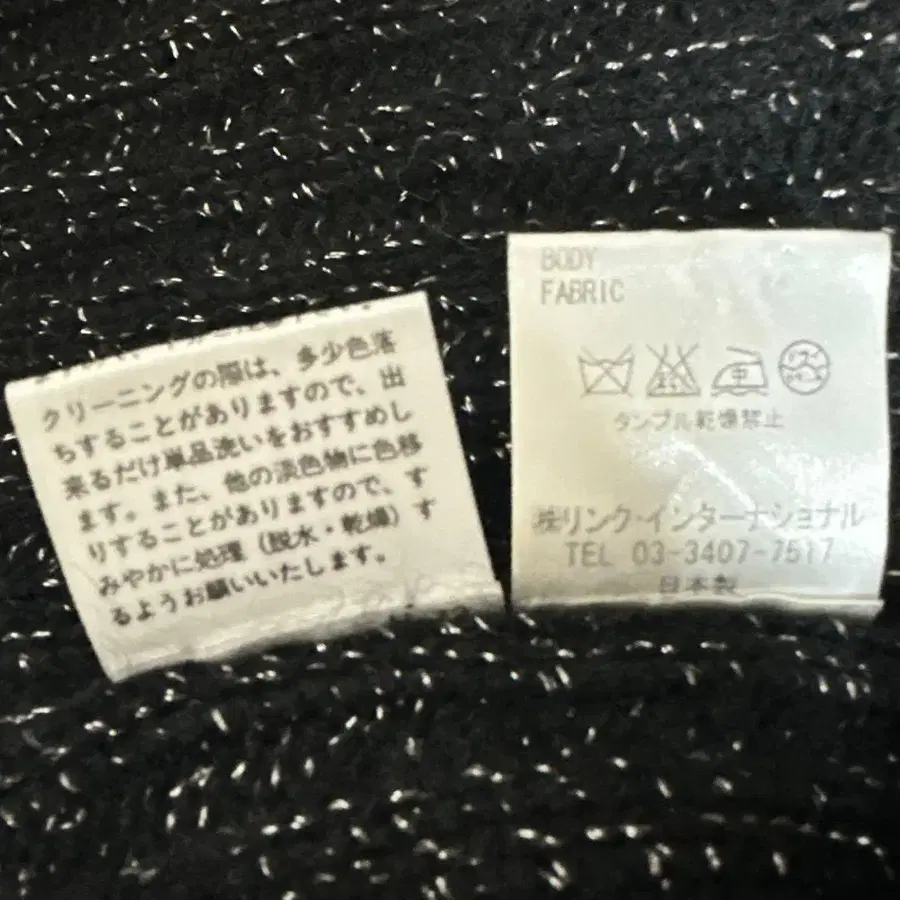 クリーニングの際は、多少色落
ちすることがありますので、出
来るだけ単品洗いをおすすめし
ます。また、他の淡色物に色移
りすることがありますので、す
みやかに処理（脱水・乾燥）す
るようお願いいたします。
BODY
FABRIC
中
ドライ
タンブル乾燥禁止
㈱リンク・インターナショナル
TEL 03-3407-7517
日本製